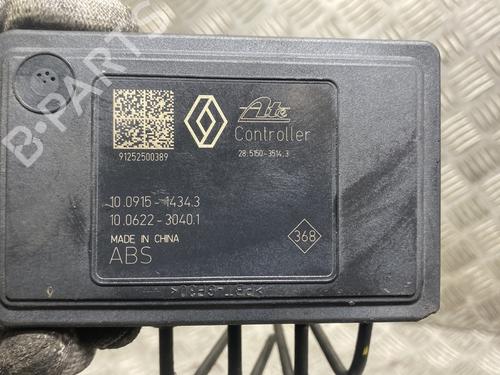 Ate
Controller
28.5150-3514.3
91252500389
10.0915-1434.3
10.0622-3040.1
MADE IN CHINA
ABS
368
B-PARTS